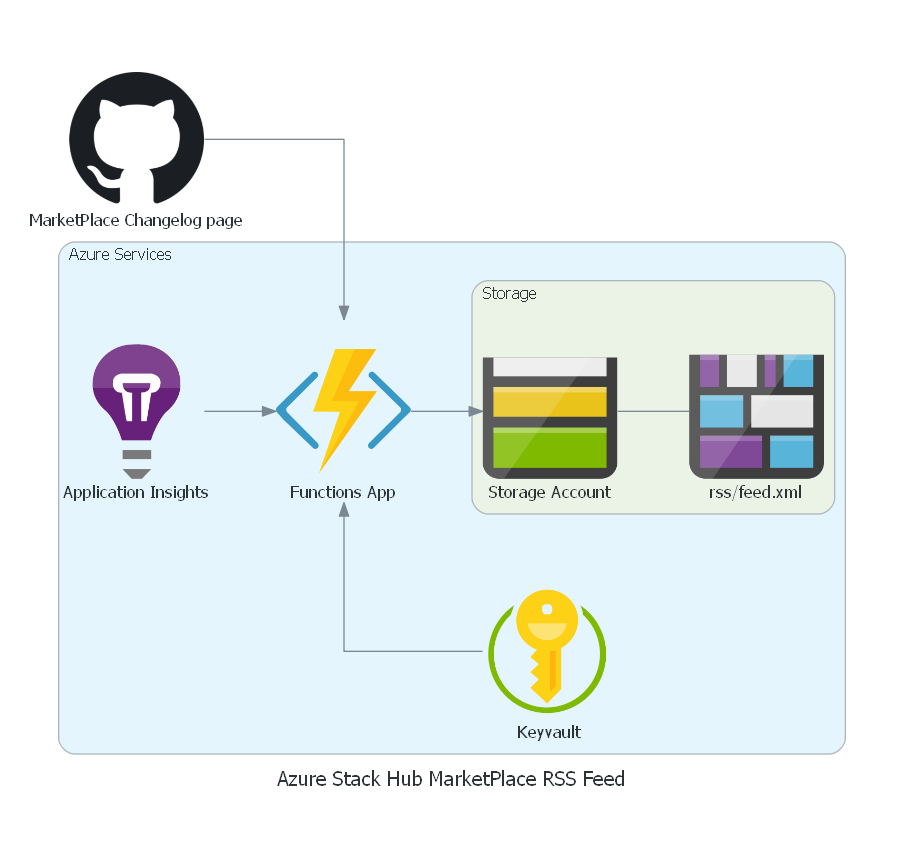 MarketPlace Changelog page
Azure Services
Storage
Application Insights
Functions App
Storage Account
rss/feed.xml
Keyvault
Azure Stack Hub MarketPlace RSS Feed